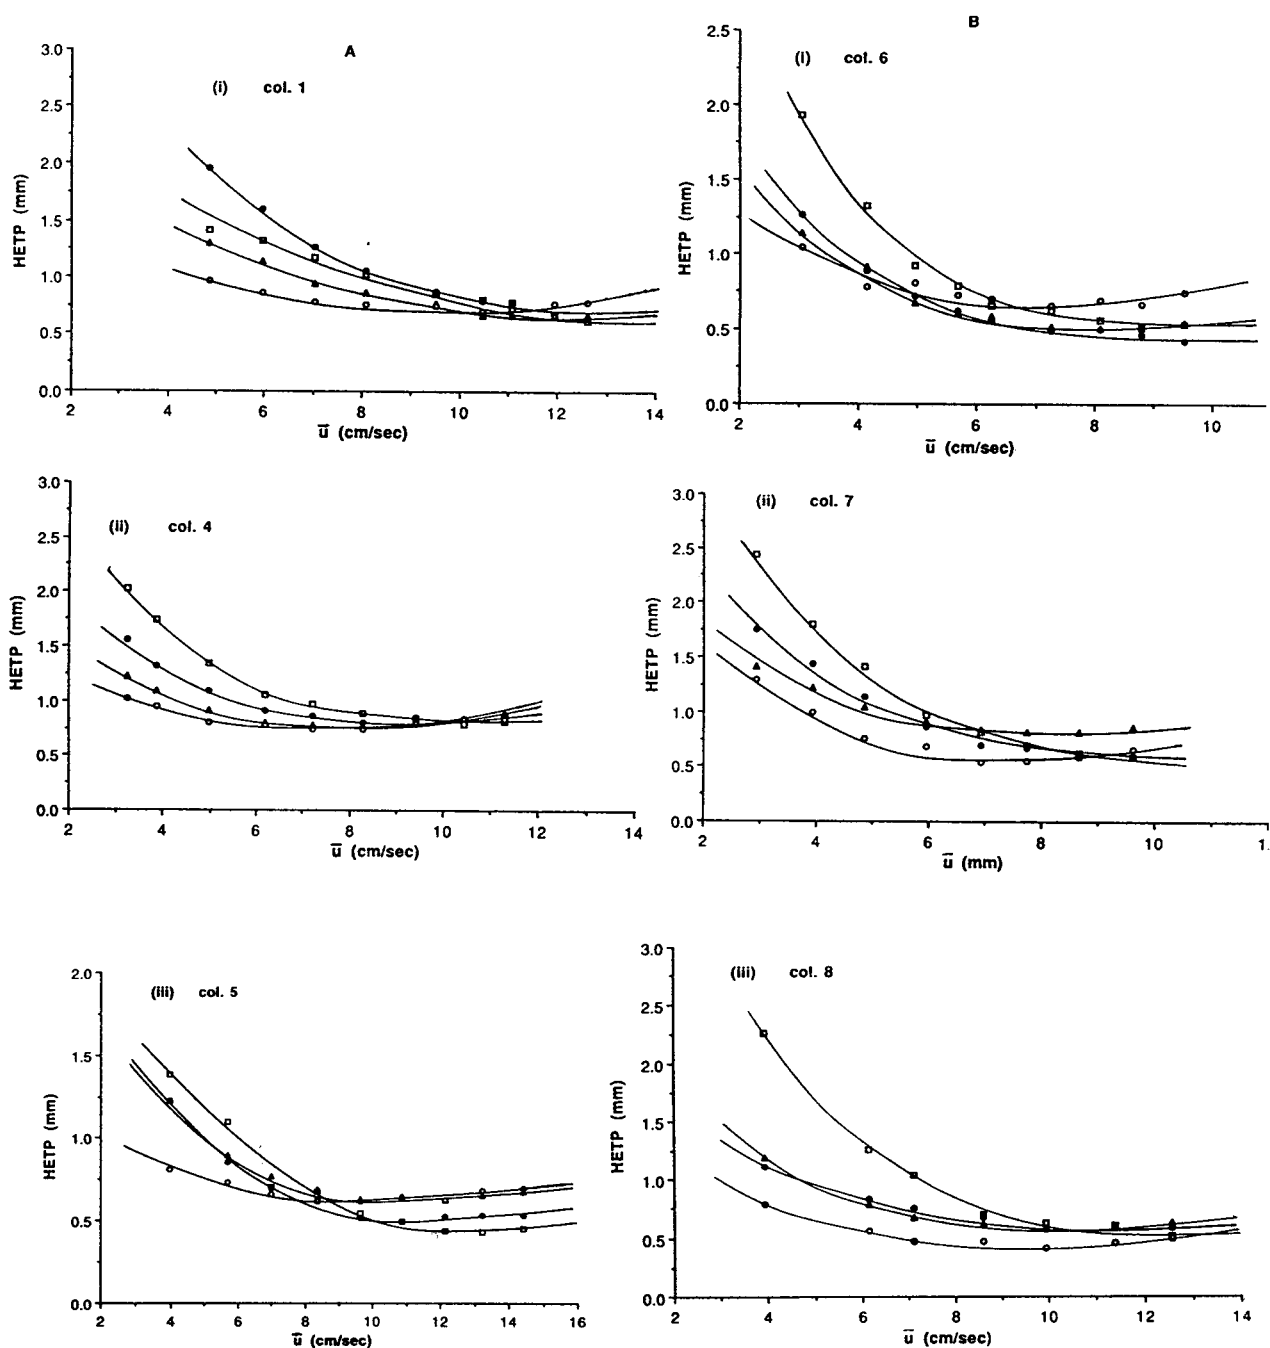 A
(i) col. 1
HETP (mm)
3.0
2.5
2.0
1.5
1.0
0.5
0.0
2 4 6 8 10 12 14
u̅ (cm/sec)
B
(i) col. 6
HETP (mm)
2.5
2.0
1.5
1.0
0.5
0.0
2 4 6 8 10
u̅ (cm/sec)
(ii) col. 4
HETP (mm)
3.0
2.5
2.0
1.5
1.0
0.5
0.0
2 4 6 8 10 12 14
u̅ (cm/sec)
(ii) col. 7
HETP (mm)
3.0
2.5
2.0
1.5
1.0
0.5
0.0
2 4 6 8 10 1.
u̅ (mm)
(iii) col. 5
HETP (mm)
2.0
1.5
1.0
0.5
0.0
2 4 6 8 10 12 14 16
u̅ (cm/sec)
(iii) col. 8
HETP (mm)
3.0
2.5
2.0
1.5
1.0
0.5
0.0
2 4 6 8 10 12 14
u̅ (cm/sec)